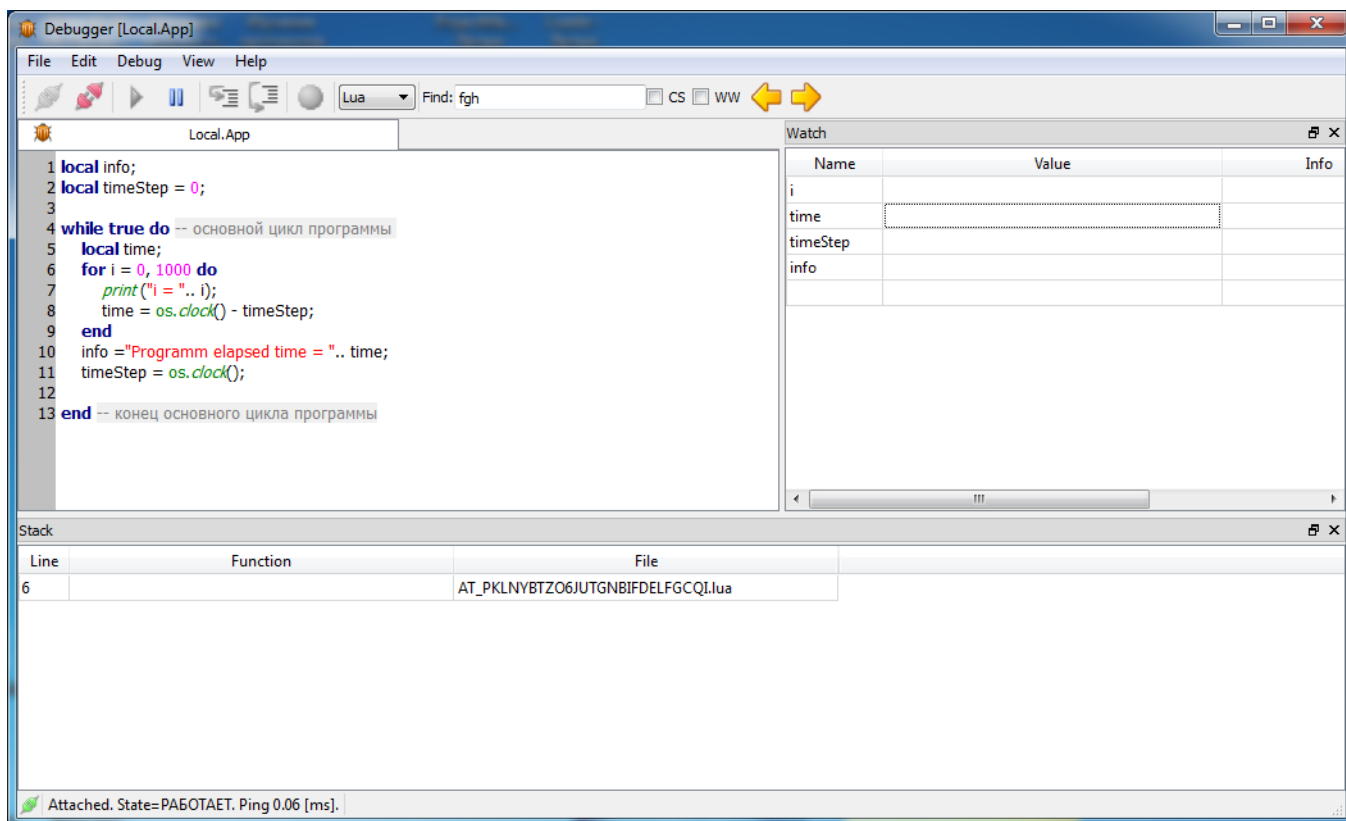 Debugger [Local.App]
File Edit Debug View Help
Lua Find: fgh CS WW
Local.App
1 local info;
2 local timeStep = 0;
3
4 while true do -- основной цикл программы
5 local time;
6 for i = 0, 1000 do
7 print ("i = ".. i);
8 time = os.clock() - timeStep;
9 end
10 info ="Programm elapsed time = ".. time;
11 timeStep = os.clock();
12
13 end -- конец основного цикла программы
Watch
Name Value Info
i
time
timeStep
info
Stack
Line Function File
6 AT_PKLNYBTZO6JUTGNBIFDELFGCQI.lua
Attached. State=РАБОТАЕТ. Ping 0.06 [ms].